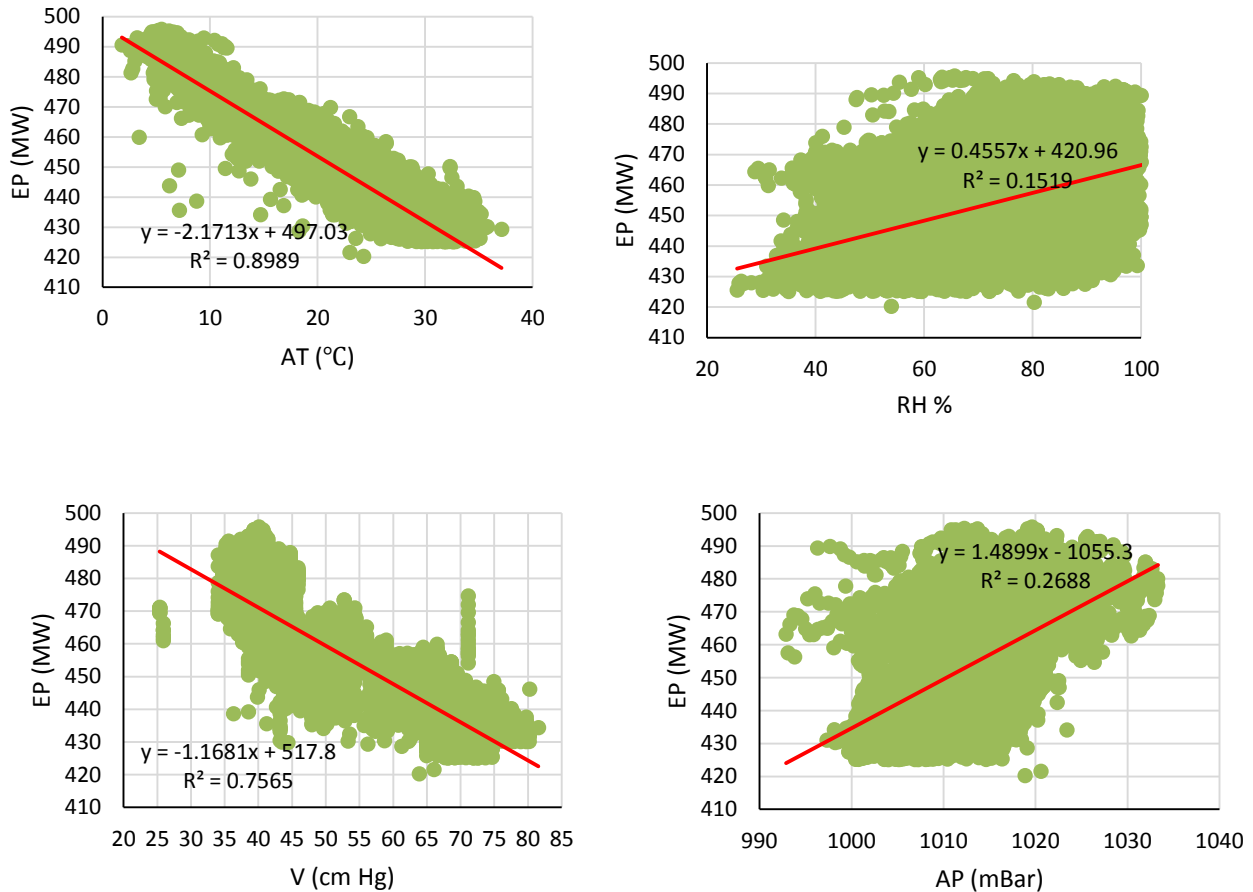 500
490
480
470
460
450
440
430
420
410
EP (MW)
y = -2.1713x + 497.03
R² = 0.8989
0 10 20 30 40
AT (℃)
500
490
480
470
460
450
440
430
420
410
EP (MW)
y = 0.4557x + 420.96
R² = 0.1519
20 40 60 80 100
RH %
500
490
480
470
460
450
440
430
420
410
EP (MW)
y = -1.1681x + 517.8
R² = 0.7565
20 25 30 35 40 45 50 55 60 65 70 75 80 85
V (cm Hg)
500
490
480
470
460
450
440
430
420
410
EP (MW)
y = 1.4899x - 1055.3
R² = 0.2688
990 1000 1010 1020 1030 1040
AP (mBar)